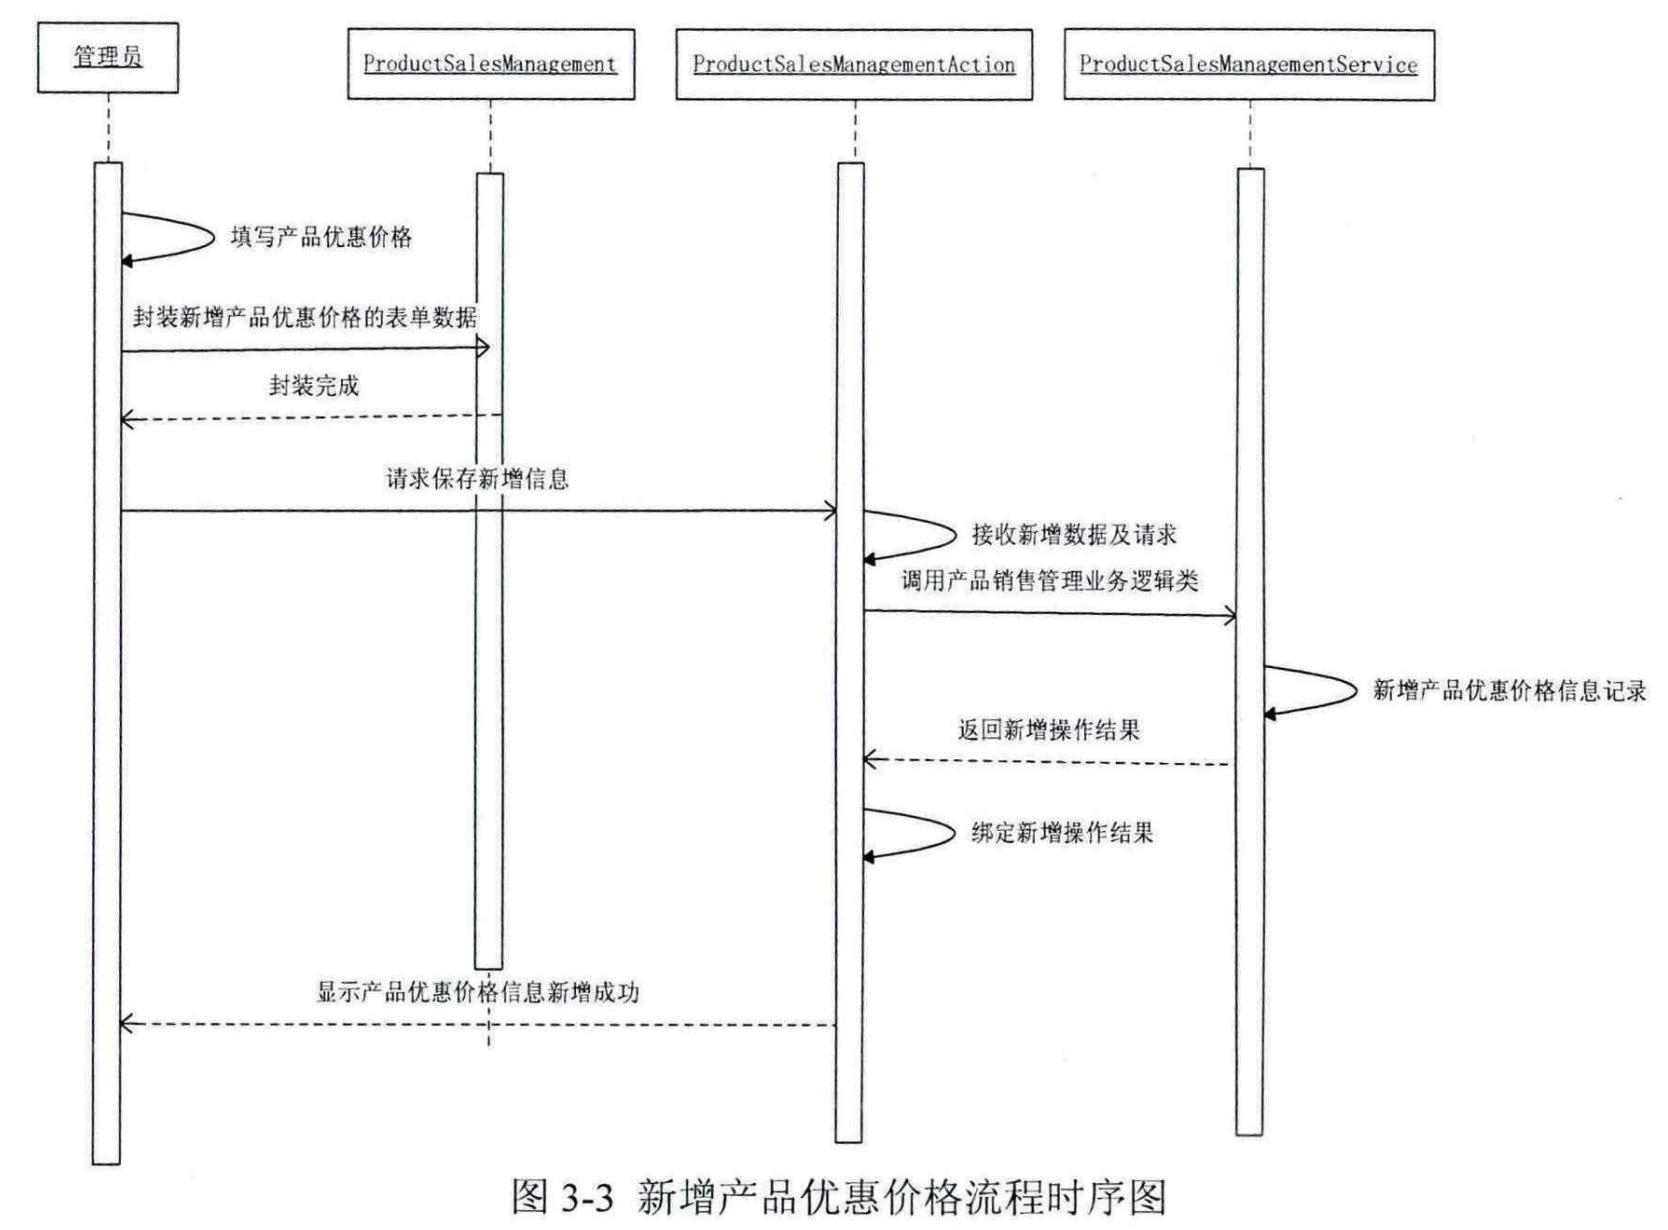 管理员
ProductSalesManagement
ProductSalesManagementAction
ProductSalesManagementService
填写产品优惠价格
封装新增产品优惠价格的表单数据
封装完成
请求保存新增信息
接收新增数据及请求
调用产品销售管理业务逻辑类
新增产品优惠价格信息记录
返回新增操作结果
绑定新增操作结果
显示产品优惠价格信息新增成功
图 3-3 新增产品优惠价格流程时序图